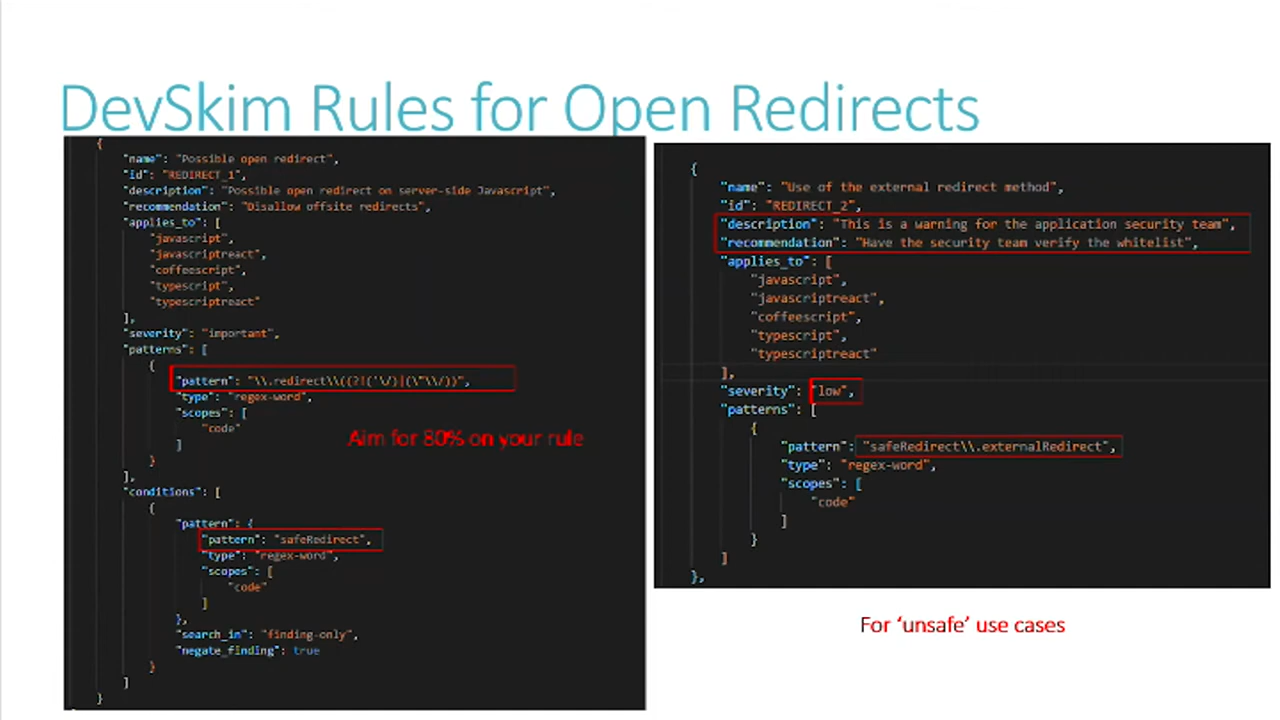 DevSkim Rules for Open Redirects
{
"name": "Possible open redirect",
"id": "REDIRECT_1",
"description": "Possible open redirect on server-side Javascript",
"recommendation": "Disallow offsite redirects",
"applies_to": [
"javascript",
"javascriptreact",
"coffeescript",
"typescript",
"typescriptreact"
],
"severity": "important",
"patterns": [
{
"pattern": "\\.redirect\\((?!('\/)|(\"\\/))",
"type": "regex-word",
"scopes": [
"code"
]
}
],
"conditions": [
{
"pattern": {
"pattern": "safeRedirect",
"type": "regex-word",
"scopes": [
"code"
]
},
"search_in": "finding-only",
"negate_finding": true
}
]
}
Aim for 80% on your rule
{
"name": "Use of the external redirect method",
"id": "REDIRECT_2",
"description": "This is a warning for the application security team",
"recommendation": "Have the security team verify the whitelist",
"applies_to": [
"javascript",
"javascriptreact",
"coffeescript",
"typescript",
"typescriptreact"
],
"severity": "low",
"patterns": [
{
"pattern": "safeRedirect\\.externalRedirect",
"type": "regex-word",
"scopes": [
"code"
]
}
]
},
For ‘unsafe’ use cases